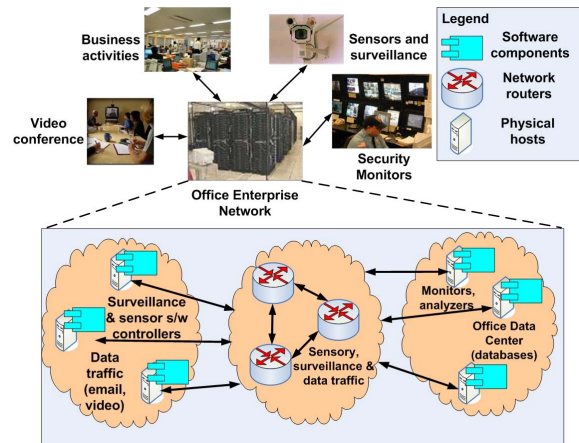 Business
activities
Sensors and
surveillance
Legend
Software
components
Network
routers
Physical
hosts
Video
conference
Security
Monitors
Office Enterprise
Network
Surveillance
& sensor s/w
controllers
Data
traffic
(email,
video)
Sensory,
surveillance &
data traffic
Monitors,
analyzers
Office Data
Center
(databases)